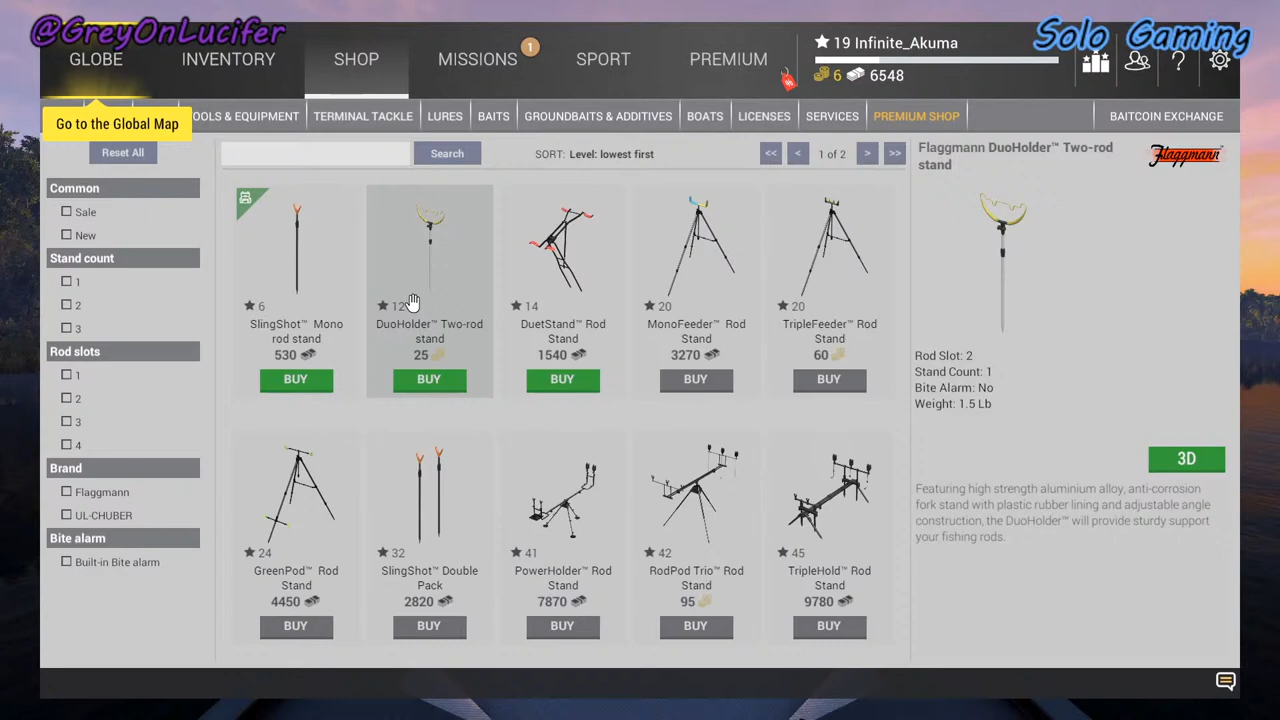 @GreyOnLucifer
Solo Gaming
GLOBE
INVENTORY
SHOP
MISSIONS
1
SPORT
PREMIUM
19 Infinite_Akuma
6 6548
?
Go to the Global Map
OOLS & EQUIPMENT
TERMINAL TACKLE
LURES
BAITS
GROUNDBAITS & ADDITIVES
BOATS
LICENSES
SERVICES
PREMIUM SHOP
BAITCOIN EXCHANGE
Reset All
Search
SORT: Level: lowest first
<<
<
1 of 2
>
>>
Common
Sale
New
Stand count
1
2
3
Rod slots
1
2
3
4
Brand
Flaggmann
UL-CHUBER
Bite alarm
Built-in Bite alarm
6
SlingShot™ Mono
rod stand
530
BUY
12
DuoHolder™ Two-rod
stand
25
BUY
14
DuetStand™ Rod
Stand
1540
BUY
20
MonoFeeder™ Rod
Stand
3270
BUY
20
TripleFeeder™ Rod
Stand
60
BUY
24
GreenPod™ Rod
Stand
4450
BUY
32
SlingShot™ Double
Pack
2820
BUY
41
PowerHolder™ Rod
Stand
7870
BUY
42
RodPod Trio™ Rod
Stand
95
BUY
45
TripleHold™ Rod
Stand
9780
BUY
Flaggmann DuoHolder™ Two-rod
stand
Flaggmann
Rod Slot: 2
Stand Count: 1
Bite Alarm: No
Weight: 1.5 Lb
3D
Featuring high strength aluminium alloy, anti-corrosion
fork stand with plastic rubber lining and adjustable angle
construction, the DuoHolder™ will provide sturdy support
your fishing rods.